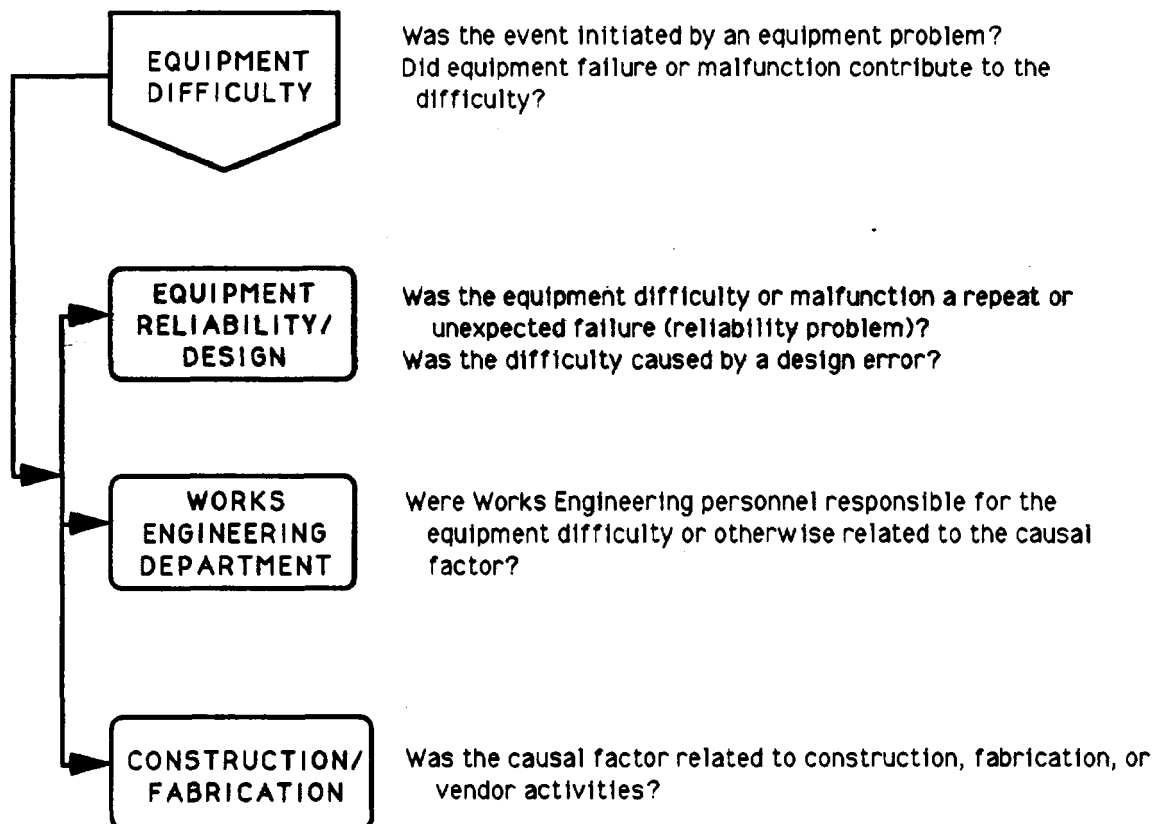 EQUIPMENT
DIFFICULTY
Was the event initiated by an equipment problem?
Did equipment failure or malfunction contribute to the
difficulty?
EQUIPMENT
RELIABILITY/
DESIGN
Was the equipment difficulty or malfunction a repeat or
unexpected failure (reliability problem)?
Was the difficulty caused by a design error?
WORKS
ENGINEERING
DEPARTMENT
Were Works Engineering personnel responsible for the
equipment difficulty or otherwise related to the causal
factor?
CONSTRUCTION/
FABRICATION
Was the causal factor related to construction, fabrication, or
vendor activities?